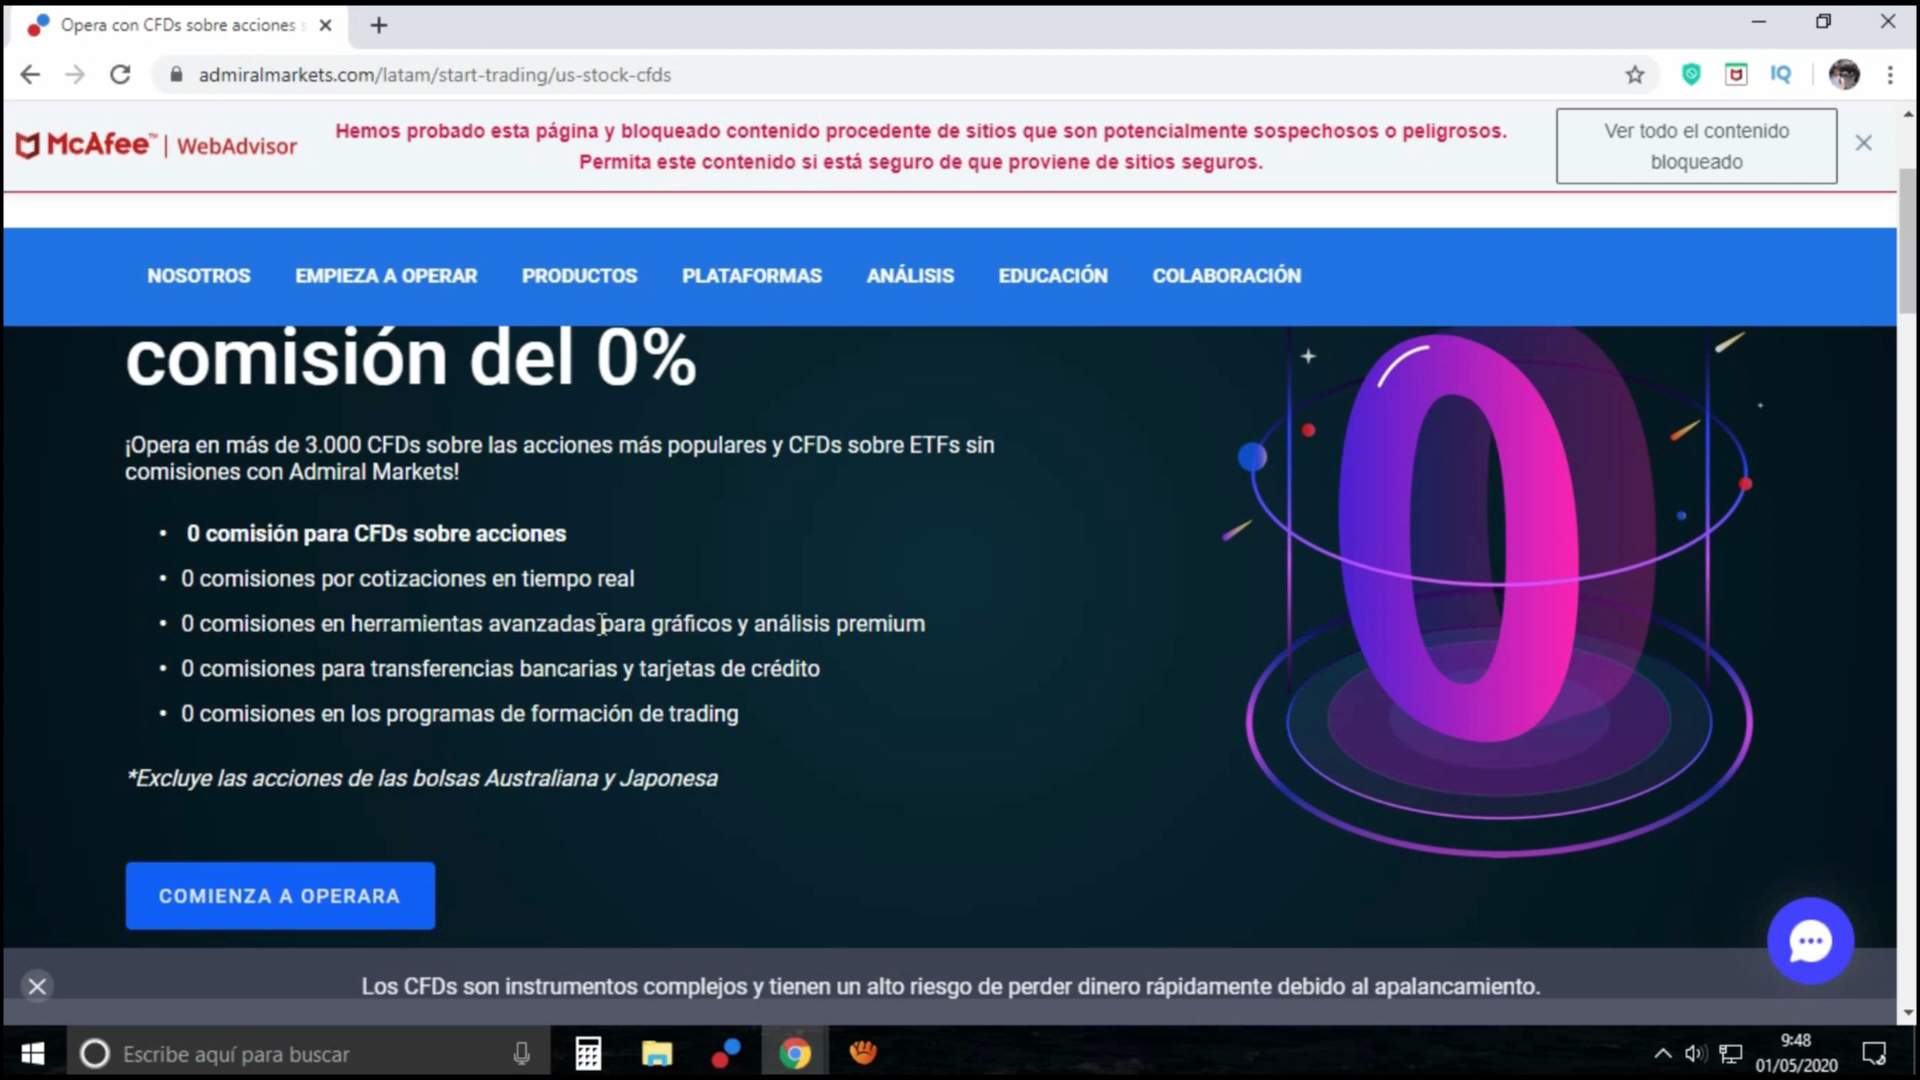 Opera con CFDs sobre acciones
admiralmarkets.com/latam/start-trading/us-stock-cfds
IQ
McAfee™ | WebAdvisor
Hemos probado esta página y bloqueado contenido procedente de sitios que son potencialmente sospechosos o peligrosos.
Permita este contenido si está seguro de que proviene de sitios seguros.
Ver todo el contenido
bloqueado
NOSOTROS EMPIEZA A OPERAR PRODUCTOS PLATAFORMAS ANÁLISIS EDUCACIÓN COLABORACIÓN
comisión del 0%
¡Opera en más de 3.000 CFDs sobre las acciones más populares y CFDs sobre ETFs sin
comisiones con Admiral Markets!
• 0 comisión para CFDs sobre acciones
• 0 comisiones por cotizaciones en tiempo real
• 0 comisiones en herramientas avanzadas para gráficos y análisis premium
• 0 comisiones para transferencias bancarias y tarjetas de crédito
• 0 comisiones en los programas de formación de trading
*Excluye las acciones de las bolsas Australiana y Japonesa
0
COMIENZA A OPERARA
Los CFDs son instrumentos complejos y tienen un alto riesgo de perder dinero rápidamente debido al apalancamiento.
Escribe aquí para buscar
9:48
01/05/2020